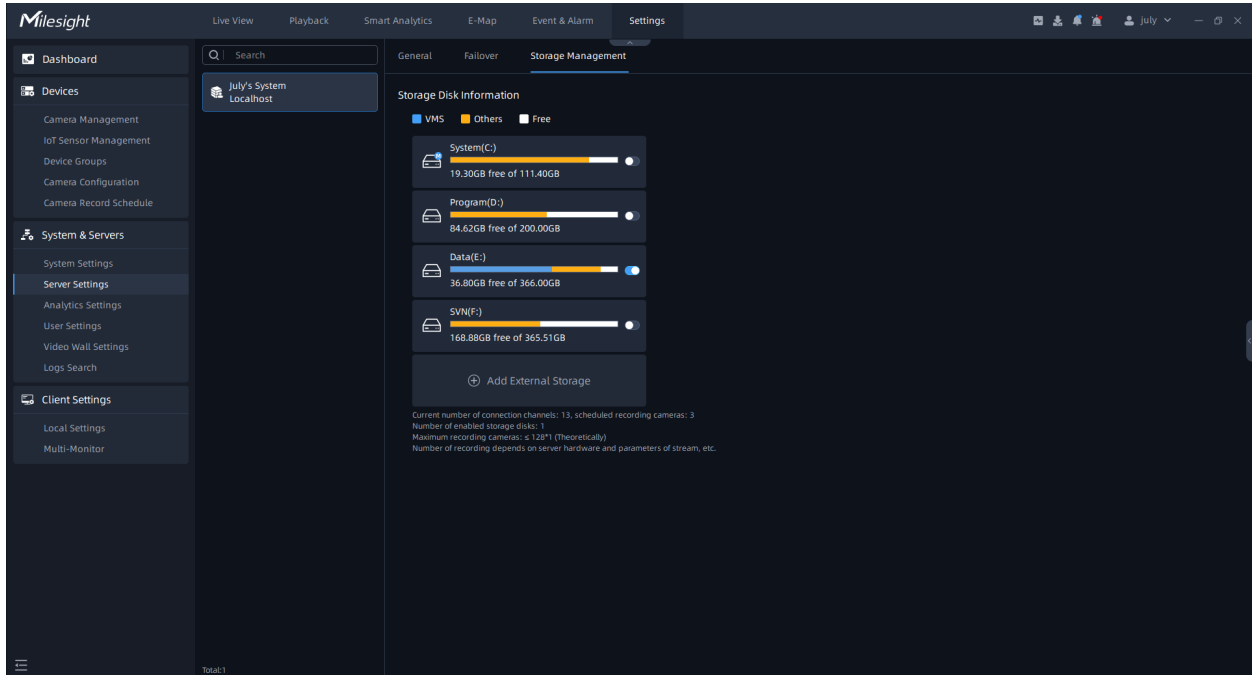 Milesight
Live View Playback Smart Analytics E-Map Event & Alarm Settings
july
Dashboard
Devices
Camera Management
IoT Sensor Management
Device Groups
Camera Configuration
Camera Record Schedule
System & Servers
System Settings
Server Settings
Analytics Settings
User Settings
Video Wall Settings
Logs Search
Client Settings
Local Settings
Multi-Monitor
Search
July's System
Localhost
Total:1
General Failover Storage Management
Storage Disk Information
VMS Others Free
System(C:)
19.30GB free of 111.40GB
Program(D:)
84.62GB free of 200.00GB
Data(E:)
36.80GB free of 366.00GB
SVN(F:)
168.88GB free of 365.51GB
Add External Storage
Current number of connection channels: 13, scheduled recording cameras: 3
Number of enabled storage disks: 1
Maximum recording cameras: ≤ 128*1 (Theoretically)
Number of recording depends on server hardware and parameters of stream, etc.